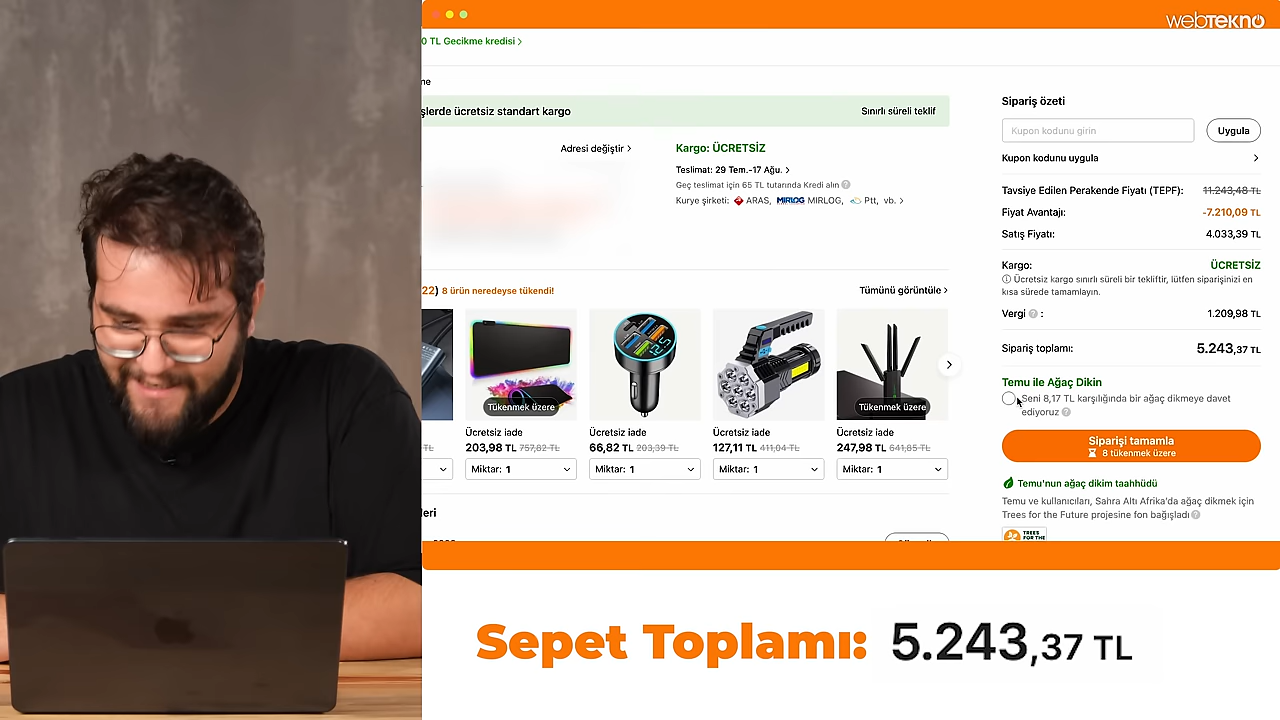 webtekno
0 TL Gecikme kredisi >
me
şlerde ücretsiz standart kargo
Sınırlı süreli teklif
Adresi değiştir >
Kargo: ÜCRETSİZ
Teslimat: 29 Tem.-17 Ağu. >
Geç teslimat için 65 TL tutarında Kredi alın ?
Kurye şirketi: ARAS, MIRLOG MIRLOG, Ptt, vb. >
22) 8 ürün neredeyse tükendi!
Tümünü görüntüle >
Tükenmek üzere
Tükenmek üzere
Ücretsiz iade
Ücretsiz iade
Ücretsiz iade
Ücretsiz iade
TL
203,98 TL 757,82 TL
66,82 TL 203,39 TL
127,11 TL 411,04 TL
247,98 TL 641,85 TL
Miktar: 1
Miktar: 1
Miktar: 1
Miktar: 1
leri
Sipariş özeti
Kupon kodunu girin
Uygula
Kupon kodunu uygula >
Tavsiye Edilen Perakende Fiyatı (TEPF): 11.243,48 TL
Fiyat Avantajı: -7.210,09 TL
Satış Fiyatı: 4.033,39 TL
Kargo: ÜCRETSİZ
Ücretsiz kargo sınırlı süreli bir tekliftir, lütfen siparişinizi en
kısa sürede tamamlayın.
Vergi ? : 1.209,98 TL
Sipariş toplamı: 5.243,37 TL
Temu ile Ağaç Dikin
Seni 8,17 TL karşılığında bir ağaç dikmeye davet
ediyoruz ?
Siparişi tamamla
8 tükenmek üzere
Temu'nun ağaç dikim taahhüdü
Temu ve kullanıcıları, Sahra Altı Afrika'da ağaç dikmek için
Trees for the Future projesine fon bağışladı ?
TREES
FOR THE
Sepet Toplamı: 5.243,37 TL